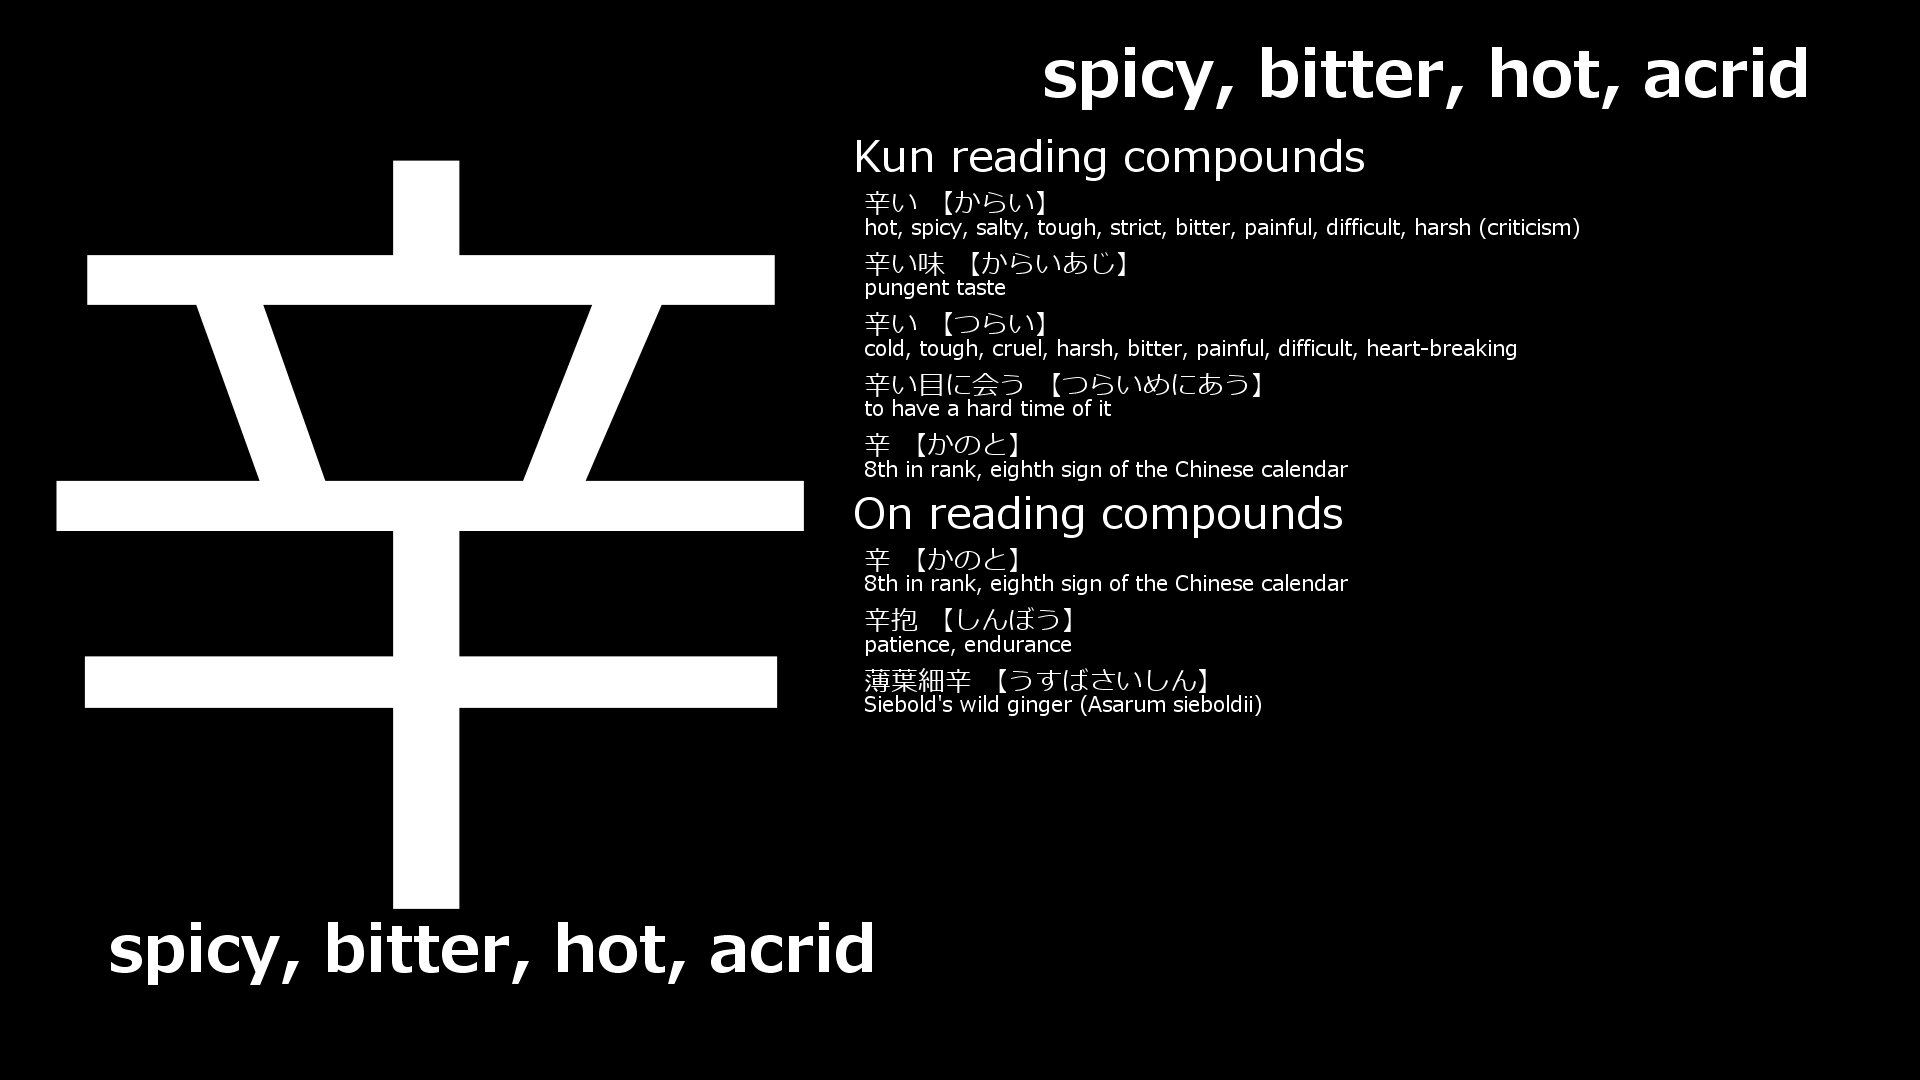 辛
spicy, bitter, hot, acrid
spicy, bitter, hot, acrid
Kun reading compounds
辛い 【からい】
hot, spicy, salty, tough, strict, bitter, painful, difficult, harsh (criticism)
辛い味 【からいあじ】
pungent taste
辛い 【つらい】
cold, tough, cruel, harsh, bitter, painful, difficult, heart-breaking
辛い目に会う 【つらいめにあう】
to have a hard time of it
辛 【かのと】
8th in rank, eighth sign of the Chinese calendar
On reading compounds
辛 【かのと】
8th in rank, eighth sign of the Chinese calendar
辛抱 【しんぼう】
patience, endurance
薄葉細辛 【うすばさいしん】
Siebold's wild ginger (Asarum sieboldii)